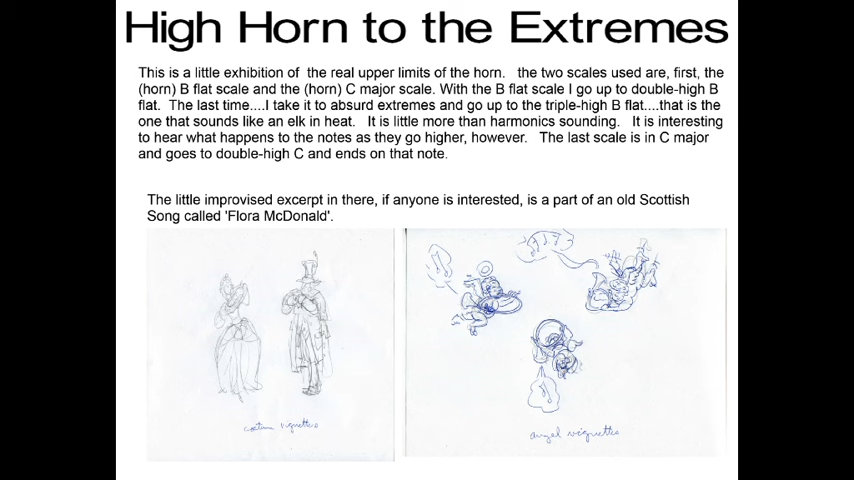 High Horn to the Extremes
This is a little exhibition of the real upper limits of the horn. the two scales used are, first, the
(horn) B flat scale and the (horn) C major scale. With the B flat scale I go up to double-high B
flat. The last time....I take it to absurd extremes and go up to the triple-high B flat....that is the
one that sounds like an elk in heat. It is little more than harmonics sounding. It is interesting
to hear what happens to the notes as they go higher, however. The last scale is in C major
and goes to double-high C and ends on that note.
The little improvised excerpt in there, if anyone is interested, is a part of an old Scottish
Song called 'Flora McDonald'.
costume vignettes
angel vignettes